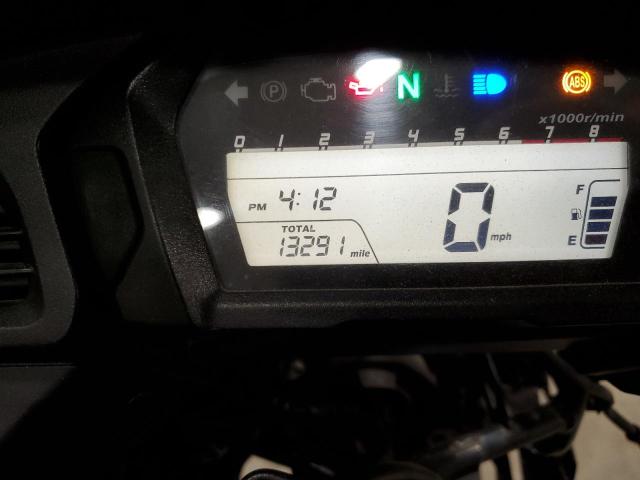 P N ABS
x1000r/min
0 1 2 3 4 5 6 7 8
PM 4:12 0 mph F
TOTAL
13291 mile E